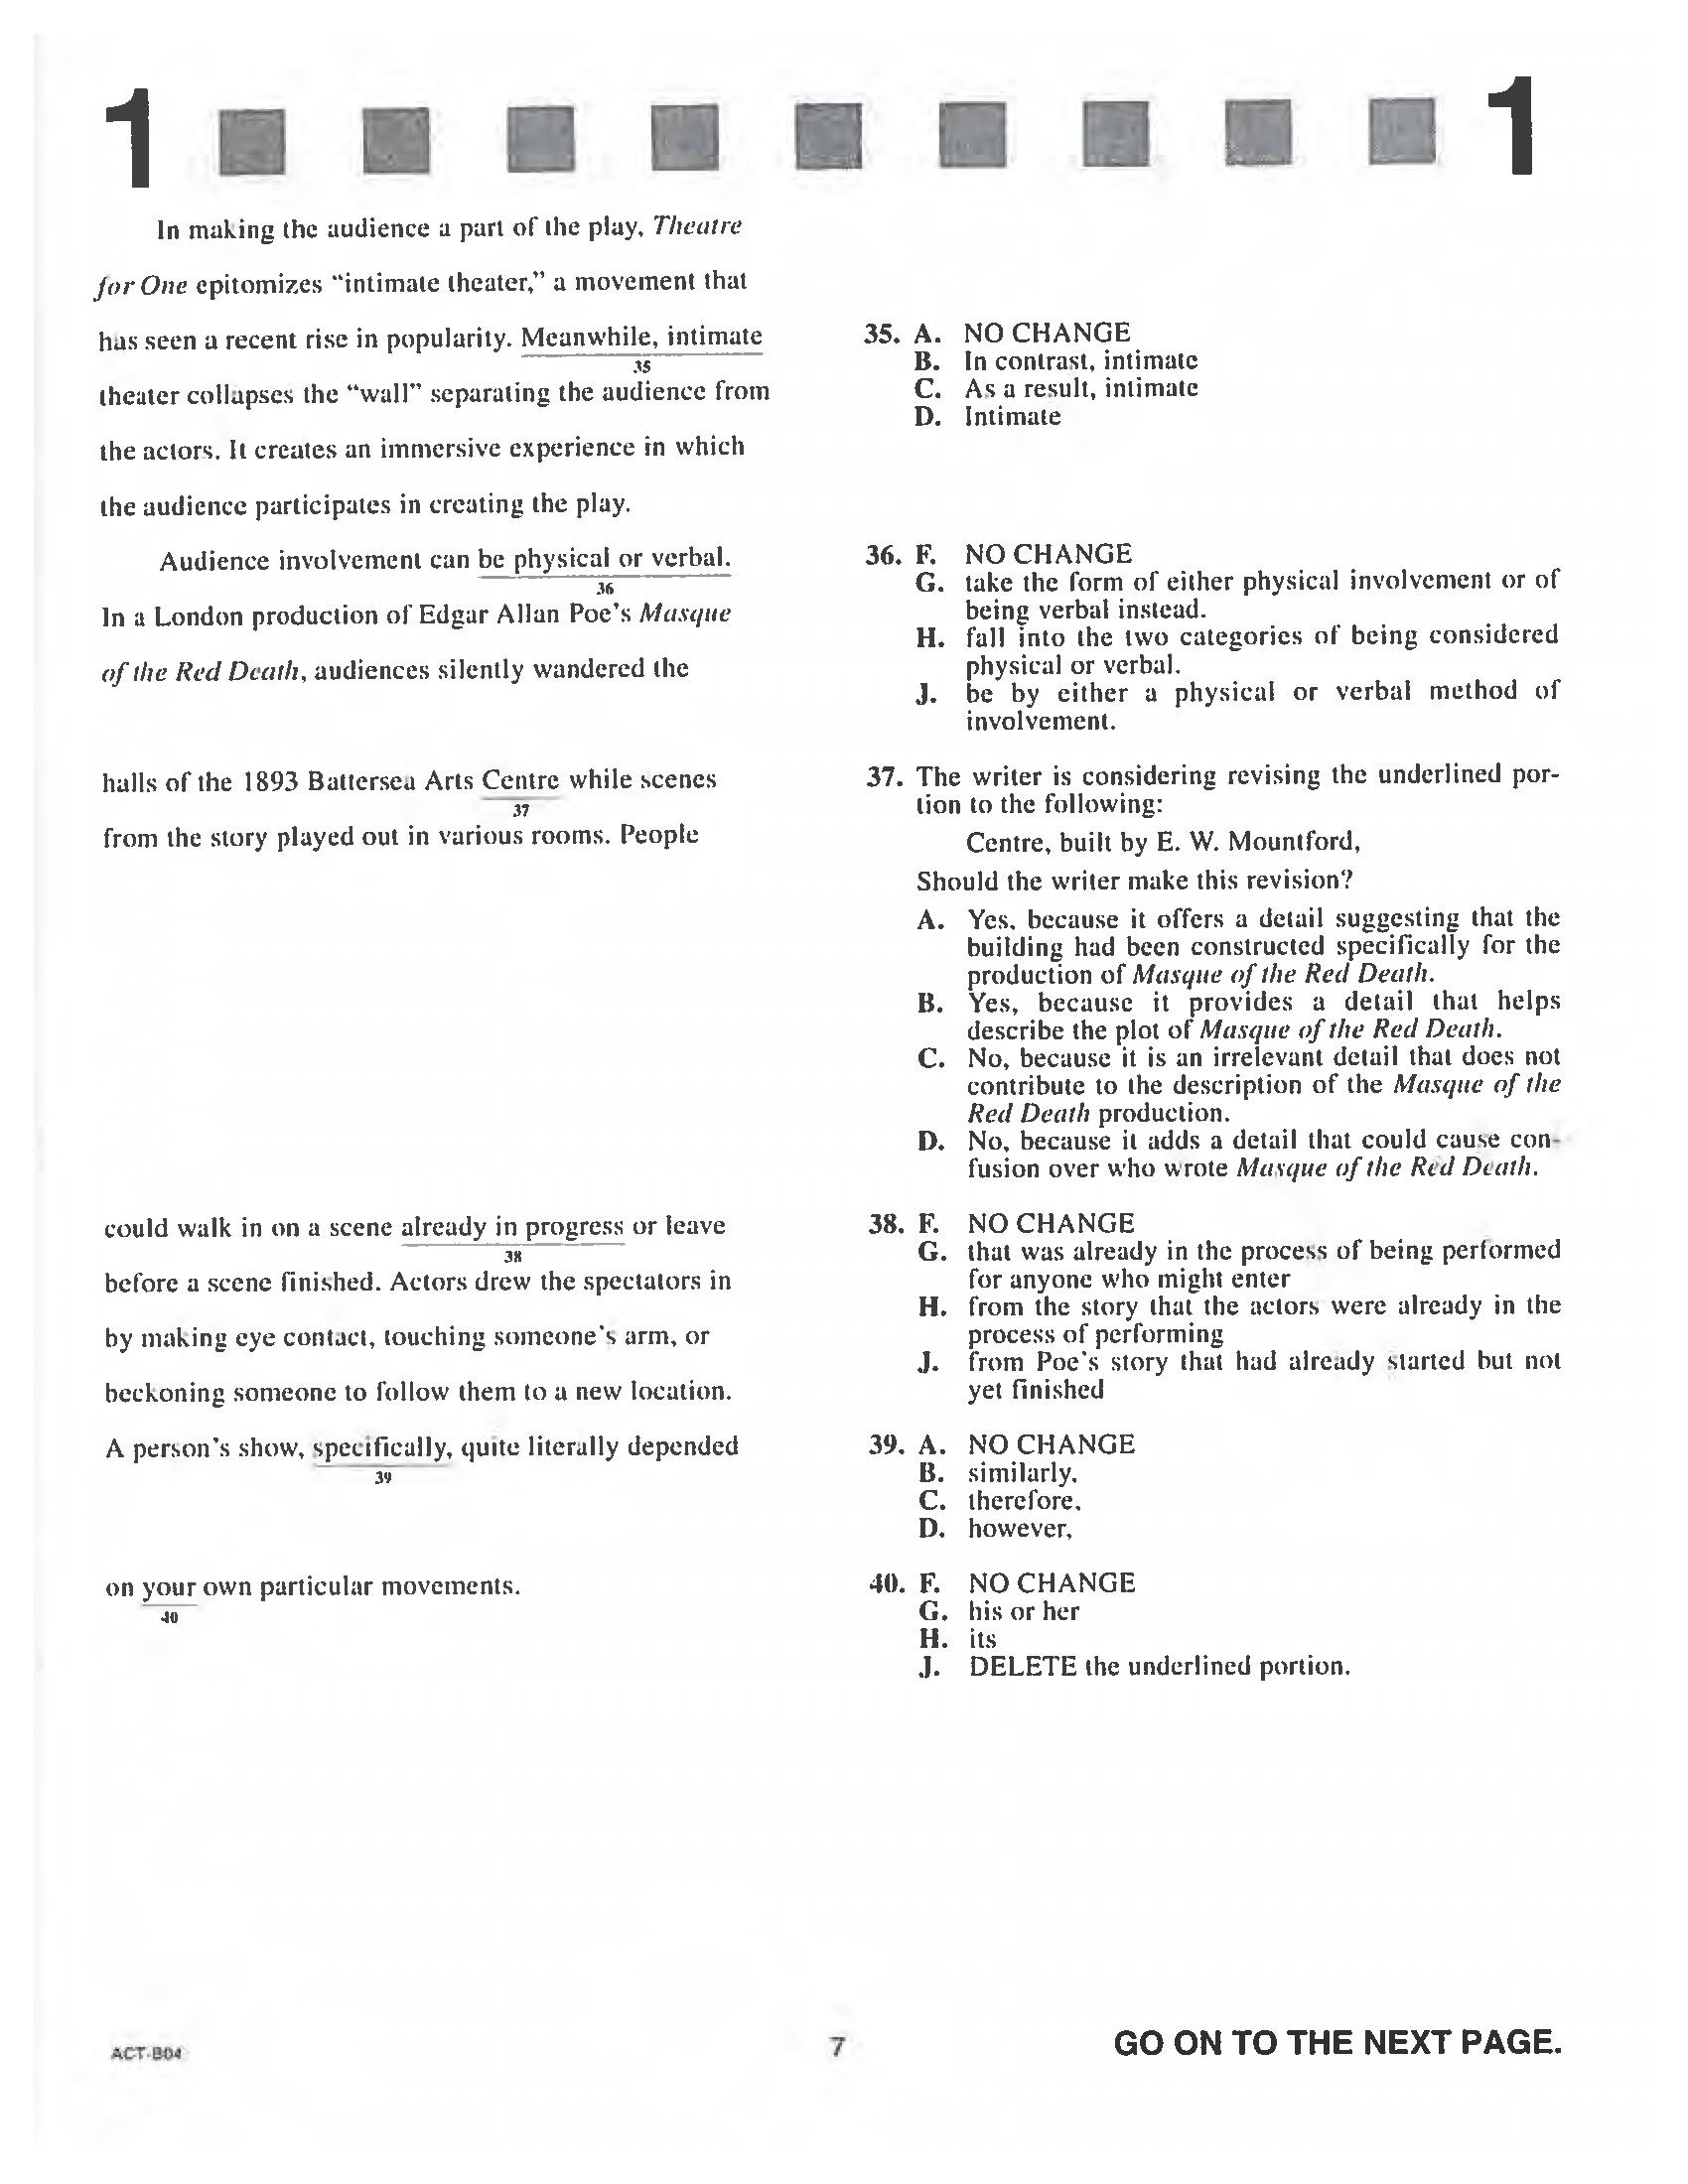 1 1
In making the audience a part of the play, Theatre
for One epitomizes “intimate theater,” a movement that
has seen a recent rise in popularity. Meanwhile, intimate
35
theater collapses the “wall” separating the audience from
the actors. It creates an immersive experience in which
the audience participates in creating the play.
Audience involvement can be physical or verbal.
36
In a London production of Edgar Allan Poe’s Masque
of the Red Death, audiences silently wandered the
halls of the 1893 Battersea Arts Centre while scenes
37
from the story played out in various rooms. People
could walk in on a scene already in progress or leave
38
before a scene finished. Actors drew the spectators in
by making eye contact, touching someone’s arm, or
beckoning someone to follow them to a new location.
A person’s show, specifically, quite literally depended
39
on your own particular movements.
40
35. A. NO CHANGE
B. In contrast, intimate
C. As a result, intimate
D. Intimate
36. F. NO CHANGE
G. take the form of either physical involvement or of
being verbal instead.
H. fall into the two categories of being considered
physical or verbal.
J. be by either a physical or verbal method of
involvement.
37. The writer is considering revising the underlined por-
tion to the following:
Centre, built by E. W. Mountford,
Should the writer make this revision?
A. Yes, because it offers a detail suggesting that the
building had been constructed specifically for the
production of Masque of the Red Death.
B. Yes, because it provides a detail that helps
describe the plot of Masque of the Red Death.
C. No, because it is an irrelevant detail that does not
contribute to the description of the Masque of the
Red Death production.
D. No, because it adds a detail that could cause con-
fusion over who wrote Masque of the Red Death.
38. F. NO CHANGE
G. that was already in the process of being performed
for anyone who might enter
H. from the story that the actors were already in the
process of performing
J. from Poe’s story that had already started but not
yet finished
39. A. NO CHANGE
B. similarly,
C. therefore,
D. however,
40. F. NO CHANGE
G. his or her
H. its
J. DELETE the underlined portion.
ACT-B04
7
GO ON TO THE NEXT PAGE.